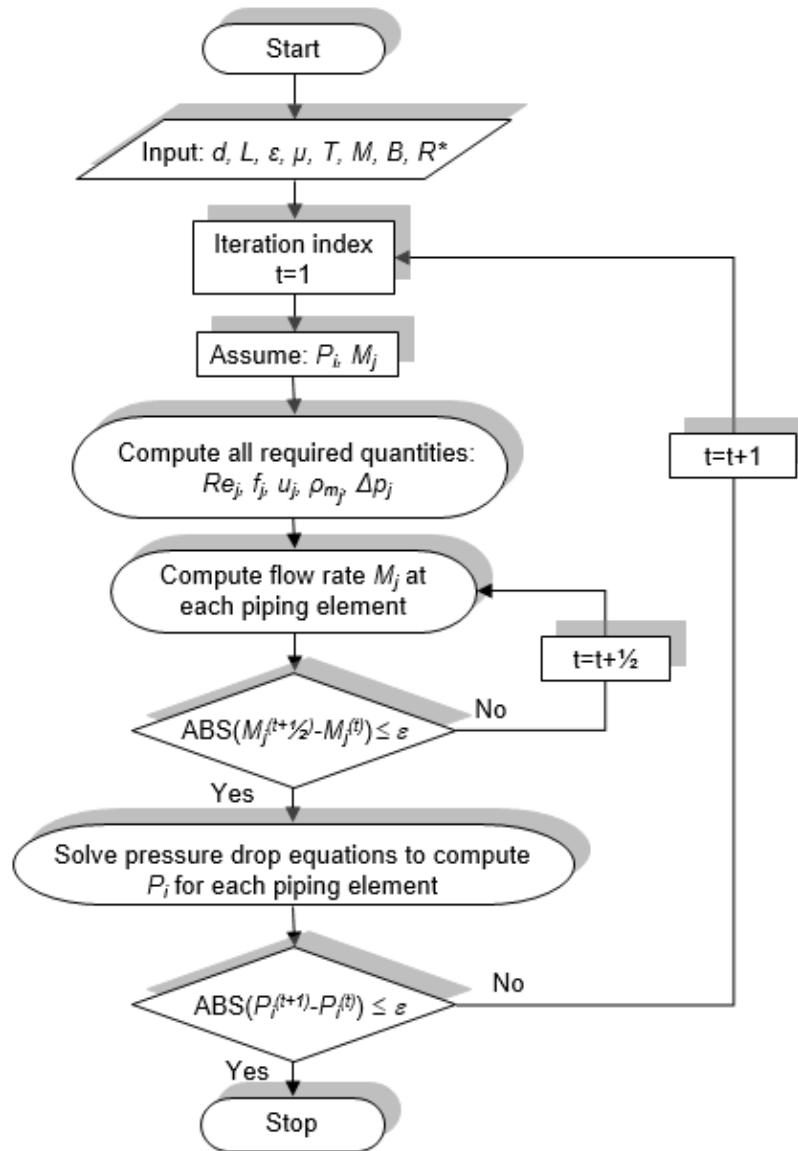 Start
Input: d, L, ε, μ, T, M, B, R*
Iteration index
t=1
Assume: Pᵢ, Mⱼ
Compute all required quantities:
Reⱼ, fⱼ, uⱼ, ρₘⱼ, Δpⱼ
t=t+1
Compute flow rate Mⱼ at
each piping element
t=t+½
ABS(Mⱼ⁽ᵗ⁺½⁾-Mⱼ⁽ᵗ⁾) ≤ ε
No
Yes
Solve pressure drop equations to compute
Pᵢ for each piping element
ABS(Pᵢ⁽ᵗ⁺¹⁾-Pᵢ⁽ᵗ⁾) ≤ ε
No
Yes
Stop